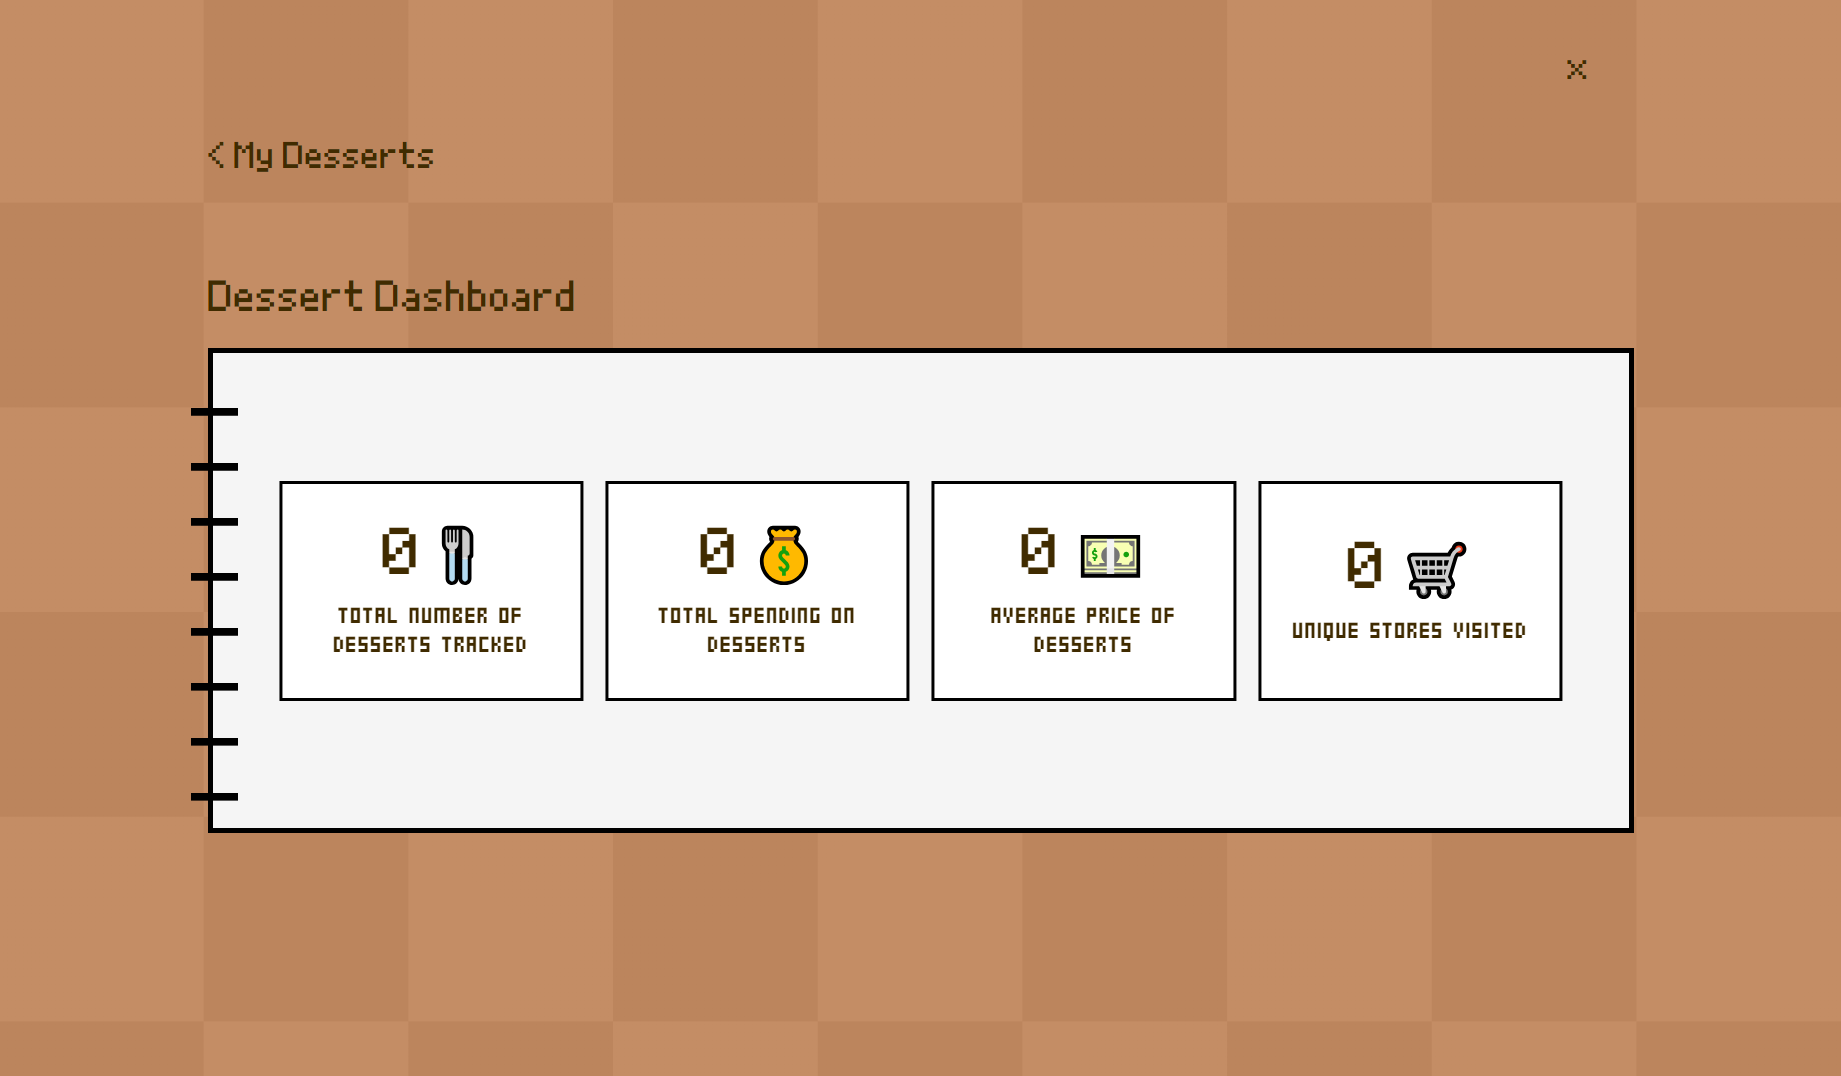 ×
< My Desserts
Dessert Dashboard
0
TOTAL NUMBER OF
DESSERTS TRACKED
0
TOTAL SPENDING ON
DESSERTS
0
AVERAGE PRICE OF
DESSERTS
0
UNIQUE STORES VISITED